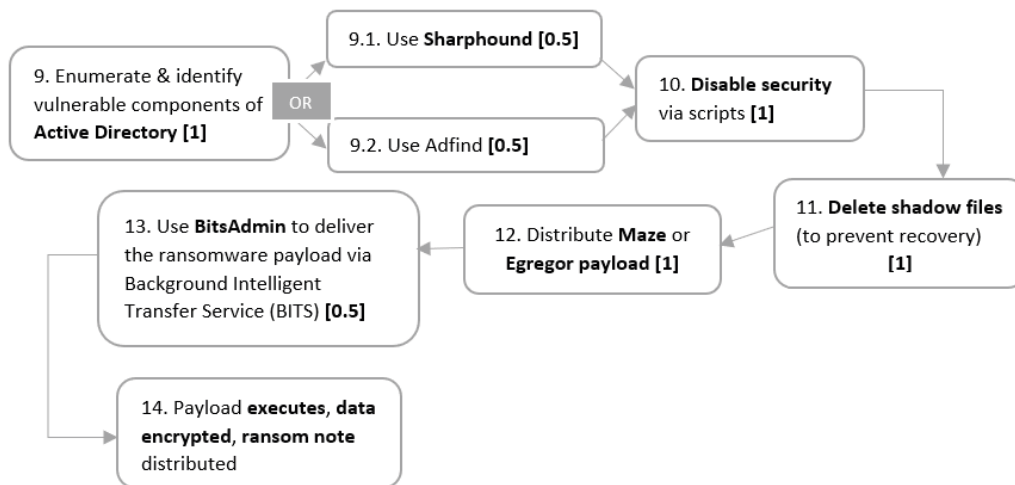 9. Enumerate & identify
vulnerable components of
Active Directory [1]
OR
9.1. Use Sharphound [0.5]
9.2. Use Adfind [0.5]
10. Disable security
via scripts [1]
11. Delete shadow files
(to prevent recovery)
[1]
12. Distribute Maze or
Egregor payload [1]
13. Use BitsAdmin to deliver
the ransomware payload via
Background Intelligent
Transfer Service (BITS) [0.5]
14. Payload executes, data
encrypted, ransom note
distributed